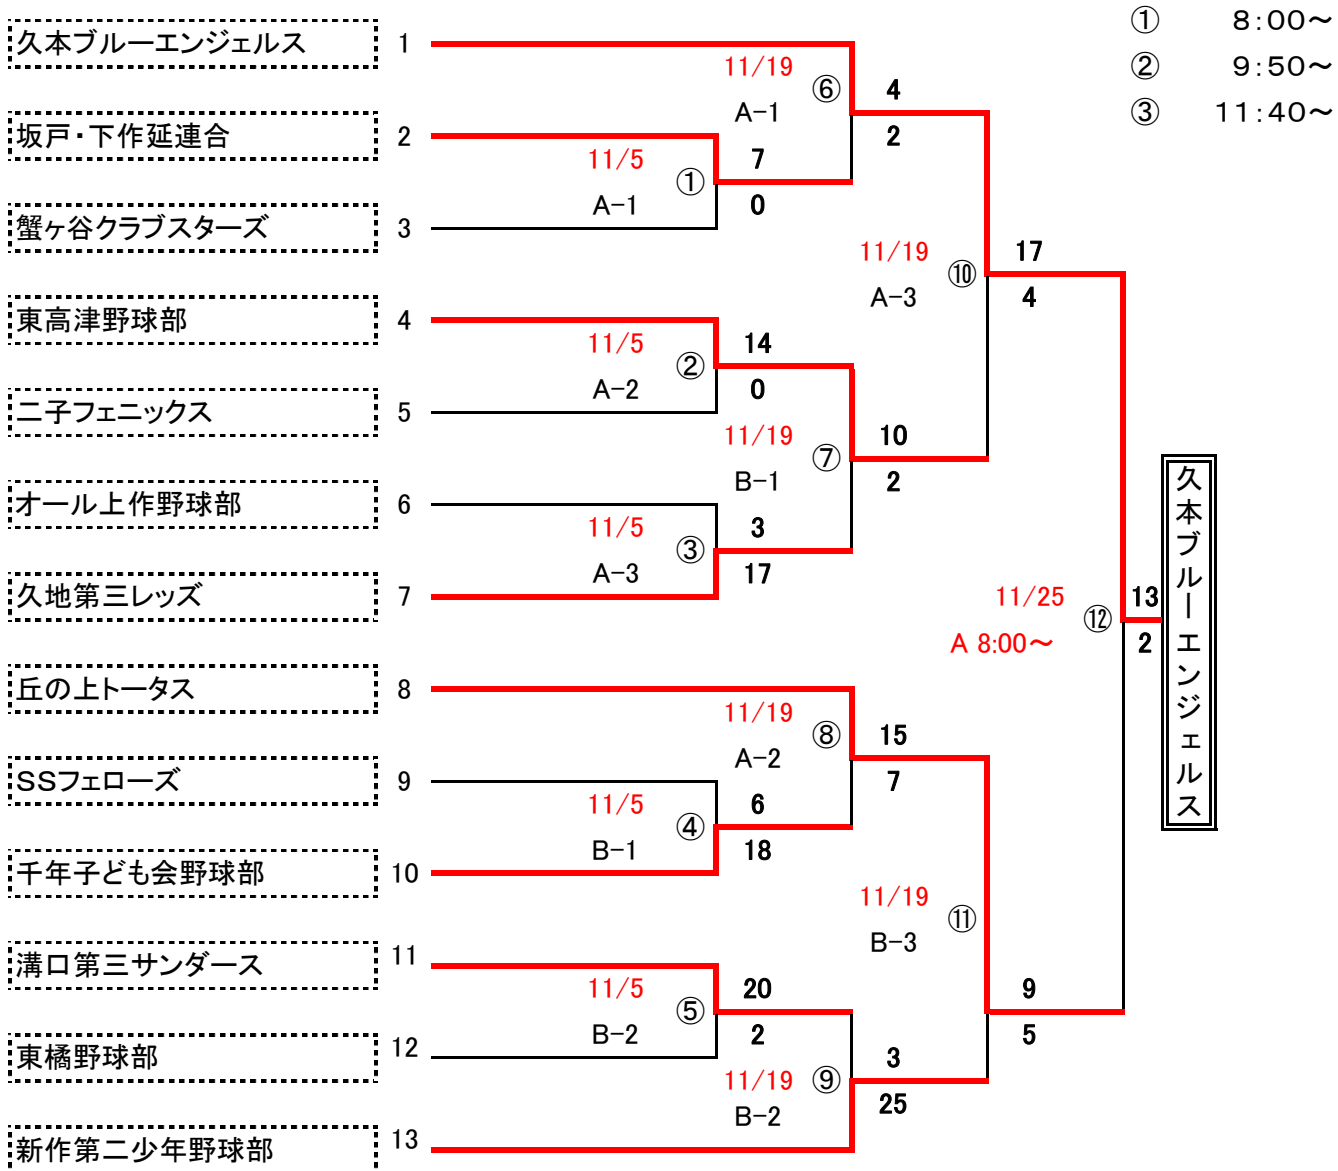 ① 8:00～
② 9:50～
③ 11:40～
久本ブルーエンジェルス 1
11/19 ⑥ 4
A-1
坂戸・下作延連合 2 2
11/5 ① 7
A-1 0
蟹ヶ谷クラブスターズ 3
11/19 ⑩ 17
A-3 4
東高津野球部 4
11/5 ② 14
A-2 0
二子フェニックス 5
11/19 ⑦ 10
B-1 2
オール上作野球部 6
11/5 ③ 3
A-3 17
久地第三レッズ 7
11/25 ⑫ 13
A 8:00～ 2
久本ブルーエンジェルス
丘の上トータス 8
11/19 ⑧ 15
A-2 7
SSフェローズ 9
11/5 ④ 6
B-1 18
千年子ども会野球部 10
11/19 ⑪ 9
B-3 5
溝口第三サンダース 11
11/5 ⑤ 20
B-2 2
東橘野球部 12
11/19 ⑨ 3
B-2 25
新作第二少年野球部 13